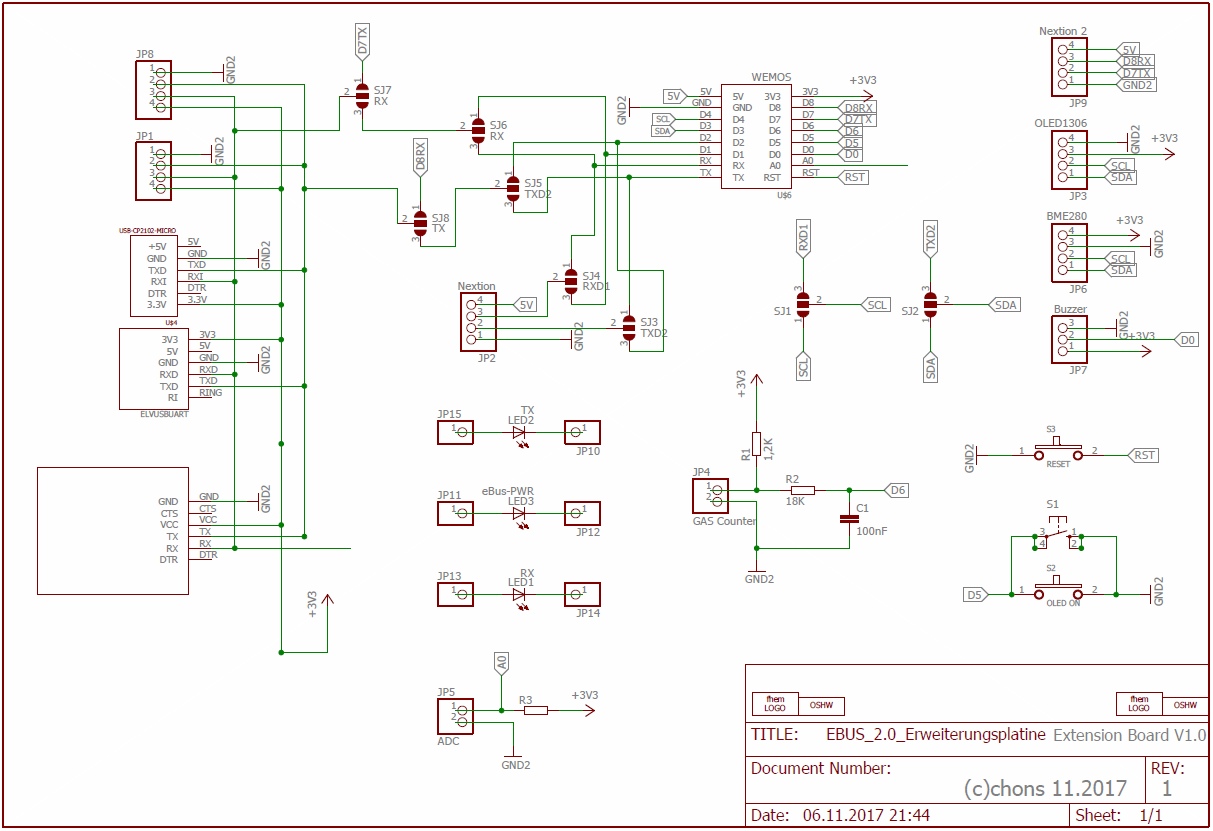 JP8
1
2
3
4
GND2
D7TX
1
2
3
SJ7
RX
JP1
1
2
3
4
GND2
D8RX
1
2
3
SJ8
TX
1
2
3
SJ6
RX
1
2
3
SJ5
TXD2
USB-CP2102-MICRO
+5V 5V
GND GND
TXD TXD
RXI RXI
DTR DTR
3.3V 3.3V
GND2
U$4
3V3 3V3
5V 5V
GND GND
RXD RXD
TXD TXD
RI RING
GND2
ELVUSBUART
GND GND
CTS CTS
VCC VCC
TX TX
RX RX
DTR DTR
GND2
+3V3
WEMOS
5V 5V 5V
GND2 GND GND
SCL D4 D4
SDA D3 D3
D2 D2
D1 D1
RX RX
TX TX
3V3 3V3 +3V3
D8 D8 D8RX
D7 D7 D7TX
D6 D6 D6
D5 D5 D5
D0 D0 D0
A0 A0
RST RST RST
U$6
1
2
3
SJ4
RXD1
1
2
3
SJ3
TXD2
Nextion
4
3
2
1
5V
GND2
JP2
RXD1
3
2
1
SJ1
SCL
SCL
TXD2
3
2
1
SJ2
SDA
SDA
Nextion 2
4 5V
3 D8RX
2 D7TX
1 GND2
JP9
OLED1306
4 GND2
3 +3V3
2 SCL
1 SDA
JP3
BME280
4 +3V3
3 GND2
2 SCL
1 SDA
JP6
Buzzer
3 GND2
2 D0
1 +3V3
JP7
JP15
1
TX
LED2
1
JP10
JP11
1
eBus-PWR
LED3
1
JP12
JP13
1
RX
LED1
1
JP14
+3V3
R1
1,2K
JP4
1
2
GAS Counter
R2
18K
D6
C1
100nF
GND2
S3
GND2 1 2 RST
RESET
S1
3 1
4 2
S2
D5 1 2 GND2
OLED ON
A0
JP5
1
2
ADC
R3
+3V3
GND2
fhem
LOGO
OSHW
fhem
LOGO
OSHW
TITLE: EBUS_2.0_Erweiterungsplatine Extension Board V1.0
Document Number:
(c)chons 11.2017
REV:
1
Date: 06.11.2017 21:44
Sheet: 1/1